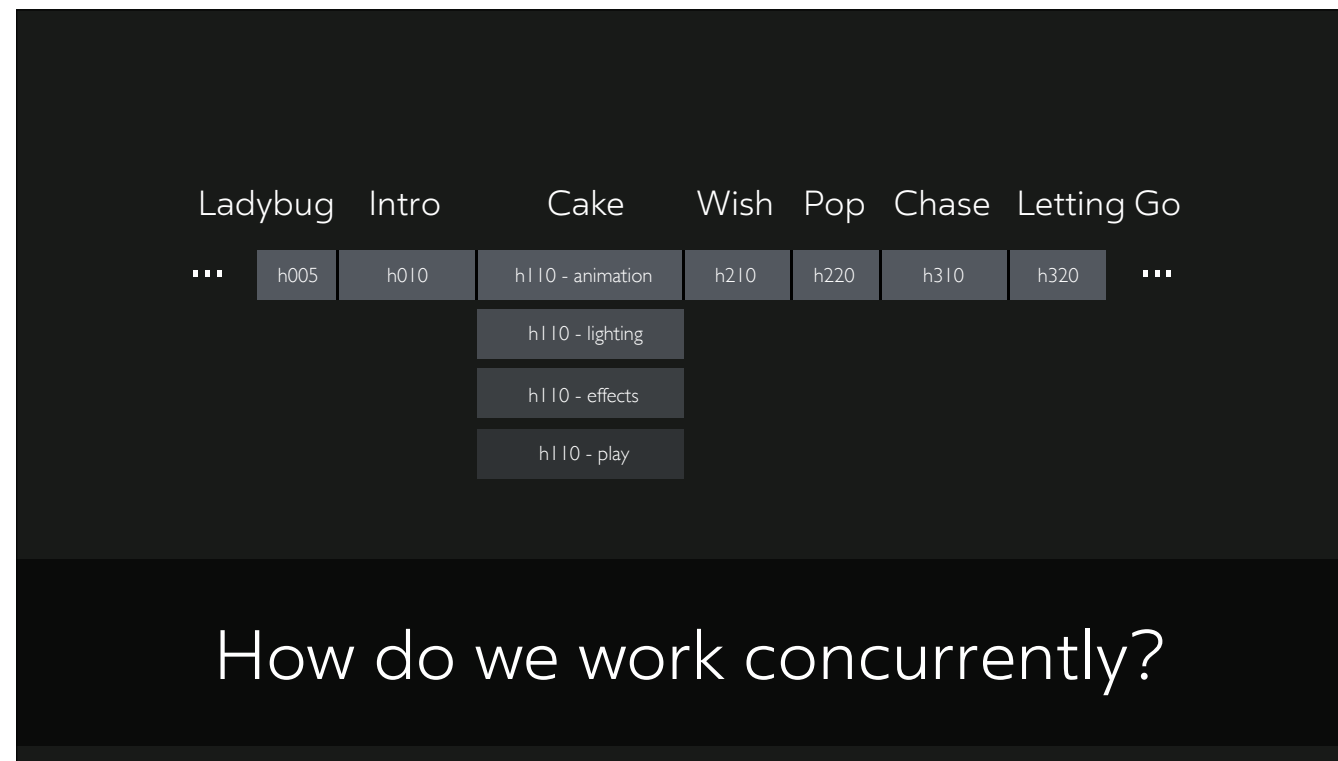 Ladybug Intro Cake Wish Pop Chase Letting Go
... h005 h010 h110 - animation h210 h220 h310 h320 ...
h110 - lighting
h110 - effects
h110 - play
How do we work concurrently?